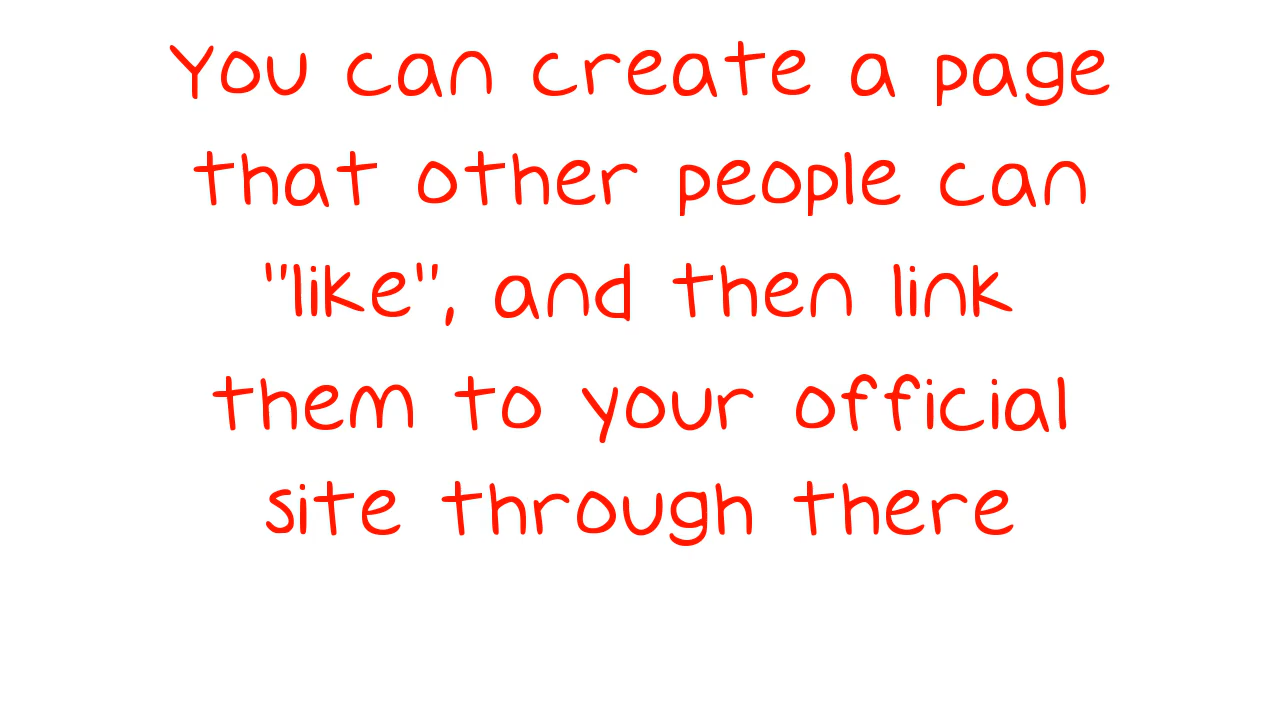 You can create a page
that other people can
"like", and then link
them to your official
site through there